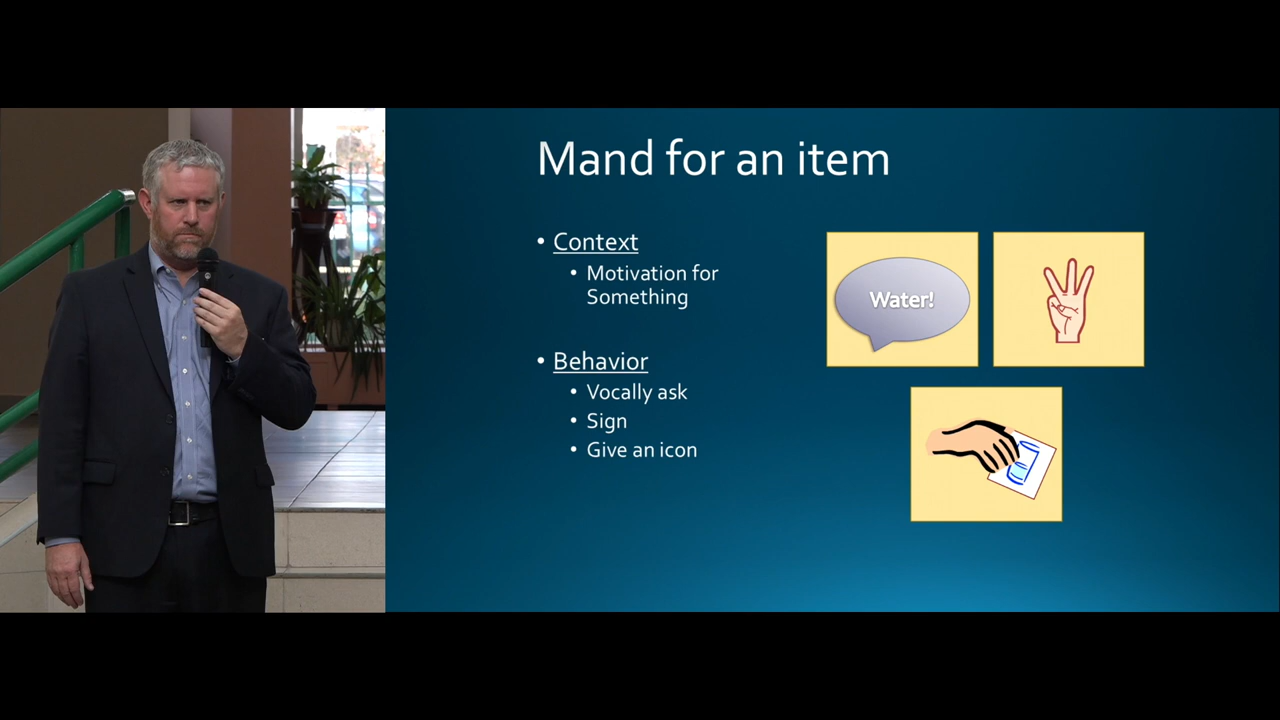 Mand for an item
• Context
• Motivation for
Something
• Behavior
• Vocally ask
• Sign
• Give an icon
Water!